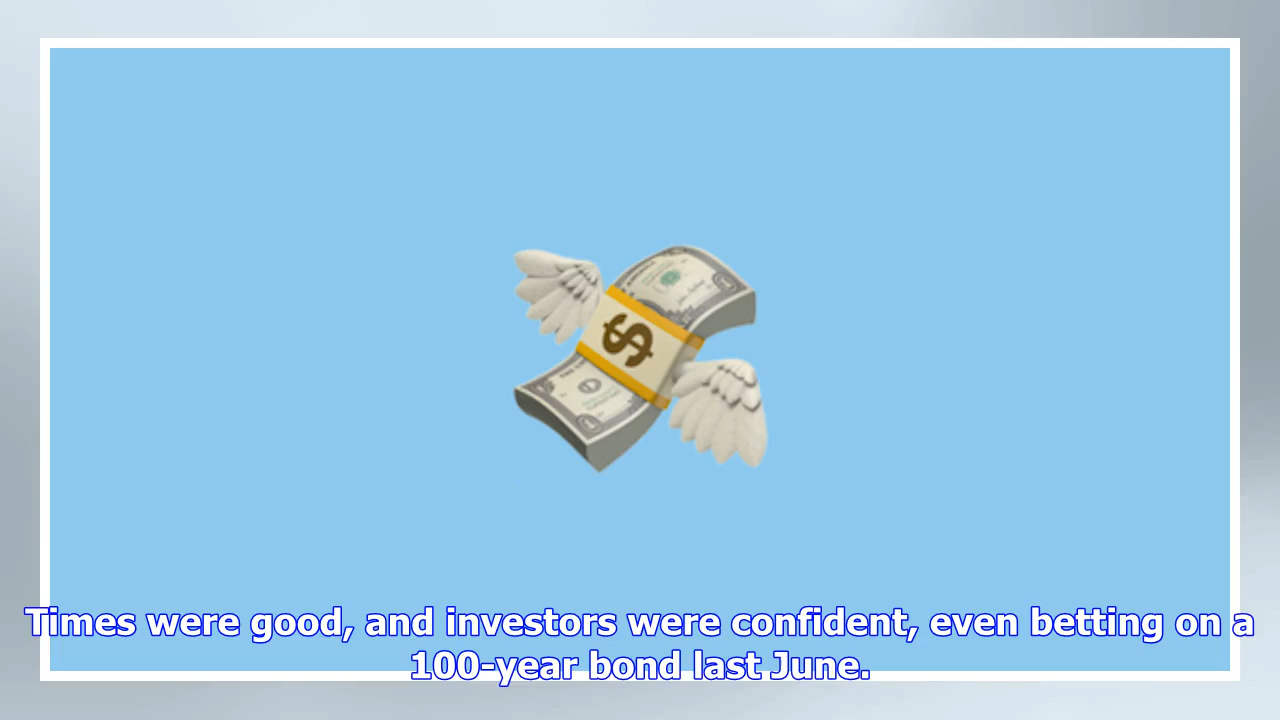 $
Times were good, and investors were confident, even betting on a
100-year bond last June.